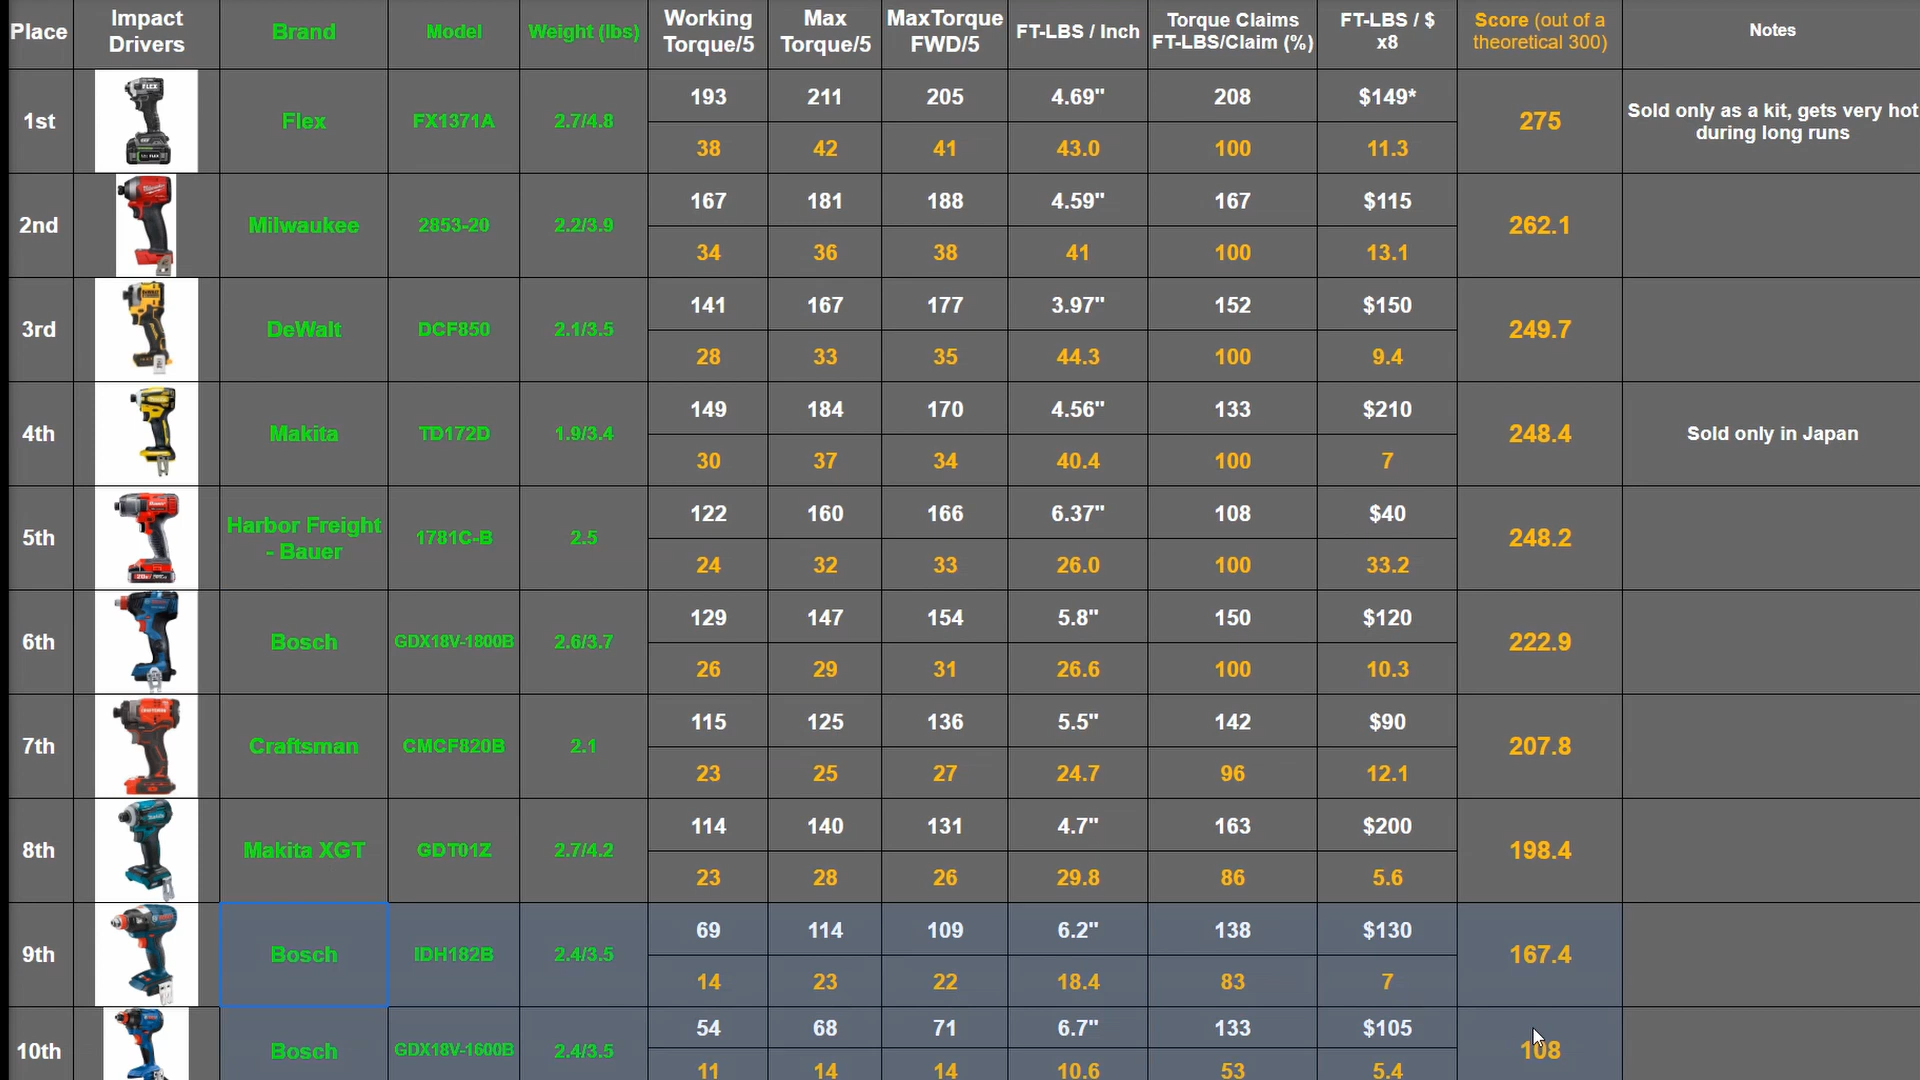 Place
Impact
Drivers
Brand
Model
Weight (lbs)
Working
Torque/5
Max
Torque/5
MaxTorque
FWD/5
FT-LBS / Inch
Torque Claims
FT-LBS/Claim (%)
FT-LBS / $
x8
Score (out of a
theoretical 300)
Notes
1st
Flex
FX1371A
2.7/4.8
193
211
205
4.69"
208
$149*
38
42
41
43.0
100
11.3
275
Sold only as a kit, gets very hot
during long runs
2nd
Milwaukee
2853-20
2.2/3.9
167
181
188
4.59"
167
$115
34
36
38
41
100
13.1
262.1
3rd
DeWalt
DCF850
2.1/3.5
141
167
177
3.97"
152
$150
28
33
35
44.3
100
9.4
249.7
4th
Makita
TD172D
1.9/3.4
149
184
170
4.56"
133
$210
30
37
34
40.4
100
7
248.4
Sold only in Japan
5th
Harbor Freight
- Bauer
1781C-B
2.5
122
160
166
6.37"
108
$40
24
32
33
26.0
100
33.2
248.2
6th
Bosch
GDX18V-1800B
2.6/3.7
129
147
154
5.8"
150
$120
26
29
31
26.6
100
10.3
222.9
7th
Craftsman
CMCF820B
2.1
115
125
136
5.5"
142
$90
23
25
27
24.7
96
12.1
207.8
8th
Makita XGT
GDT01Z
2.7/4.2
114
140
131
4.7"
163
$200
23
28
26
29.8
86
5.6
198.4
9th
Bosch
IDH182B
2.4/3.5
69
114
109
6.2"
138
$130
14
23
22
18.4
83
7
167.4
10th
Bosch
GDX18V-1600B
2.4/3.5
54
68
71
6.7"
133
$105
11
14
14
10.6
53
5.4
108